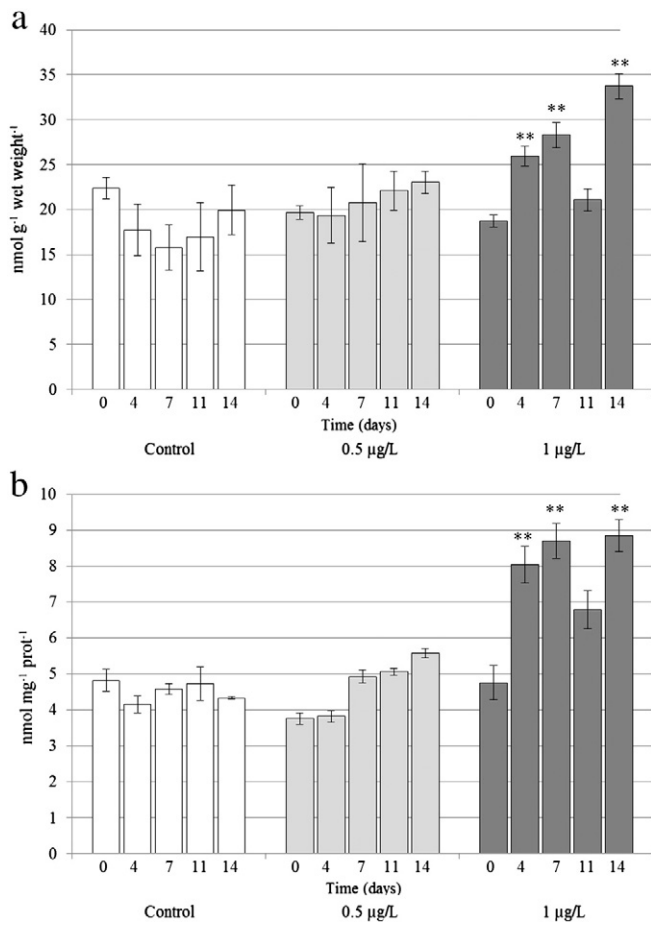 a
40
35
30
25
20
15
10
5
0
nmol g⁻¹ wct weight⁻¹
** ** **
0 4 7 11 14 0 4 7 11 14 0 4 7 11 14
Time (days)
Control 0.5 µg/L 1 µg/L
b
10
9
8
7
6
5
4
3
2
1
0
nmol mg⁻¹ prot⁻¹
** ** **
0 4 7 11 14 0 4 7 11 14 0 4 7 11 14
Time (days)
Control 0.5 µg/L 1 µg/L